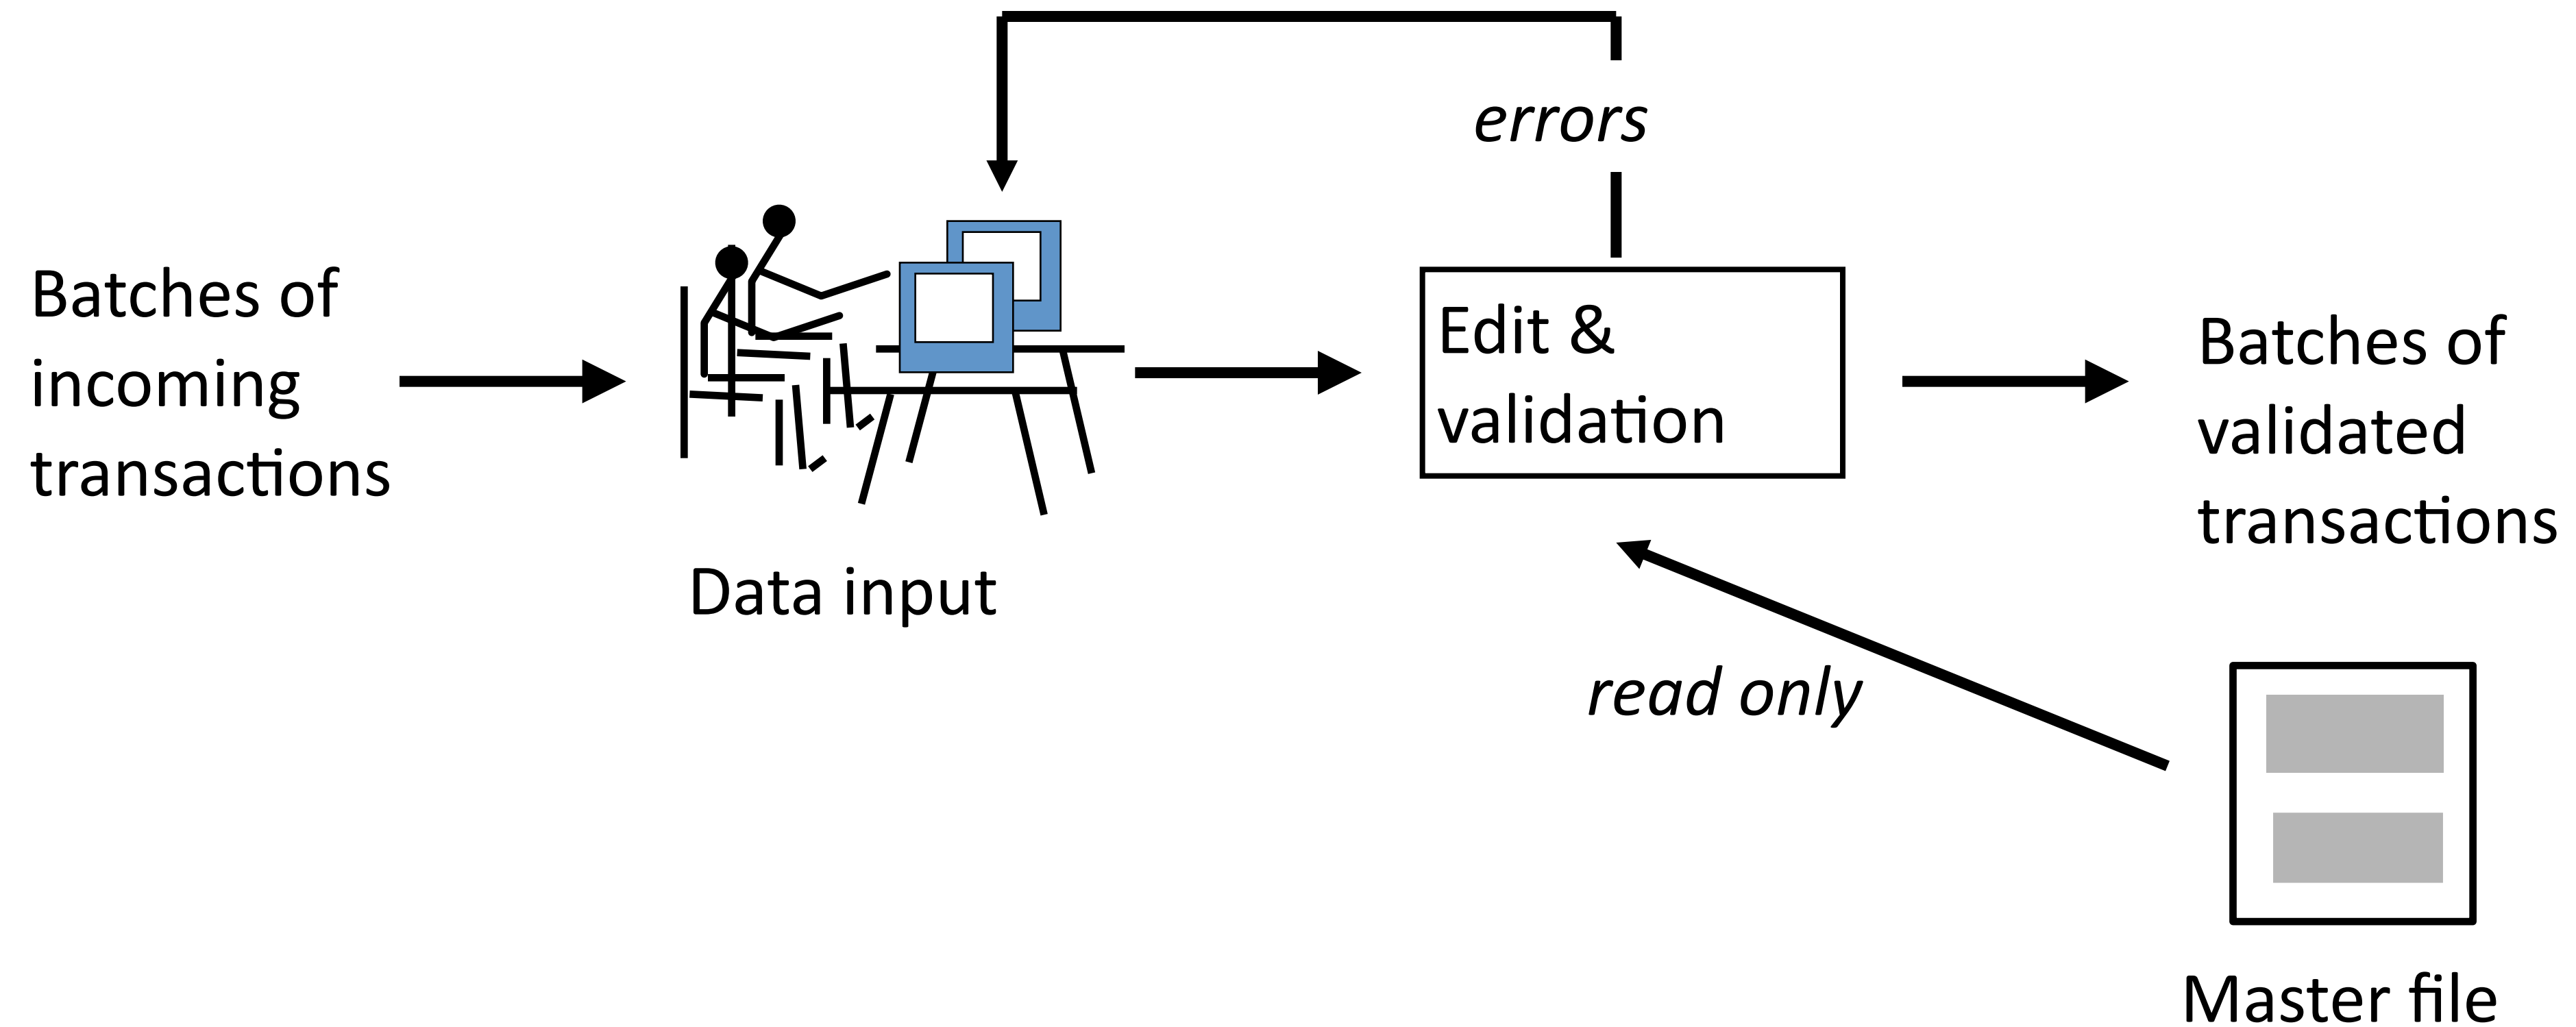 errors
Batches of
incoming
transactions
Data input
Edit &
validation
Batches of
validated
transactions
read only
Master file